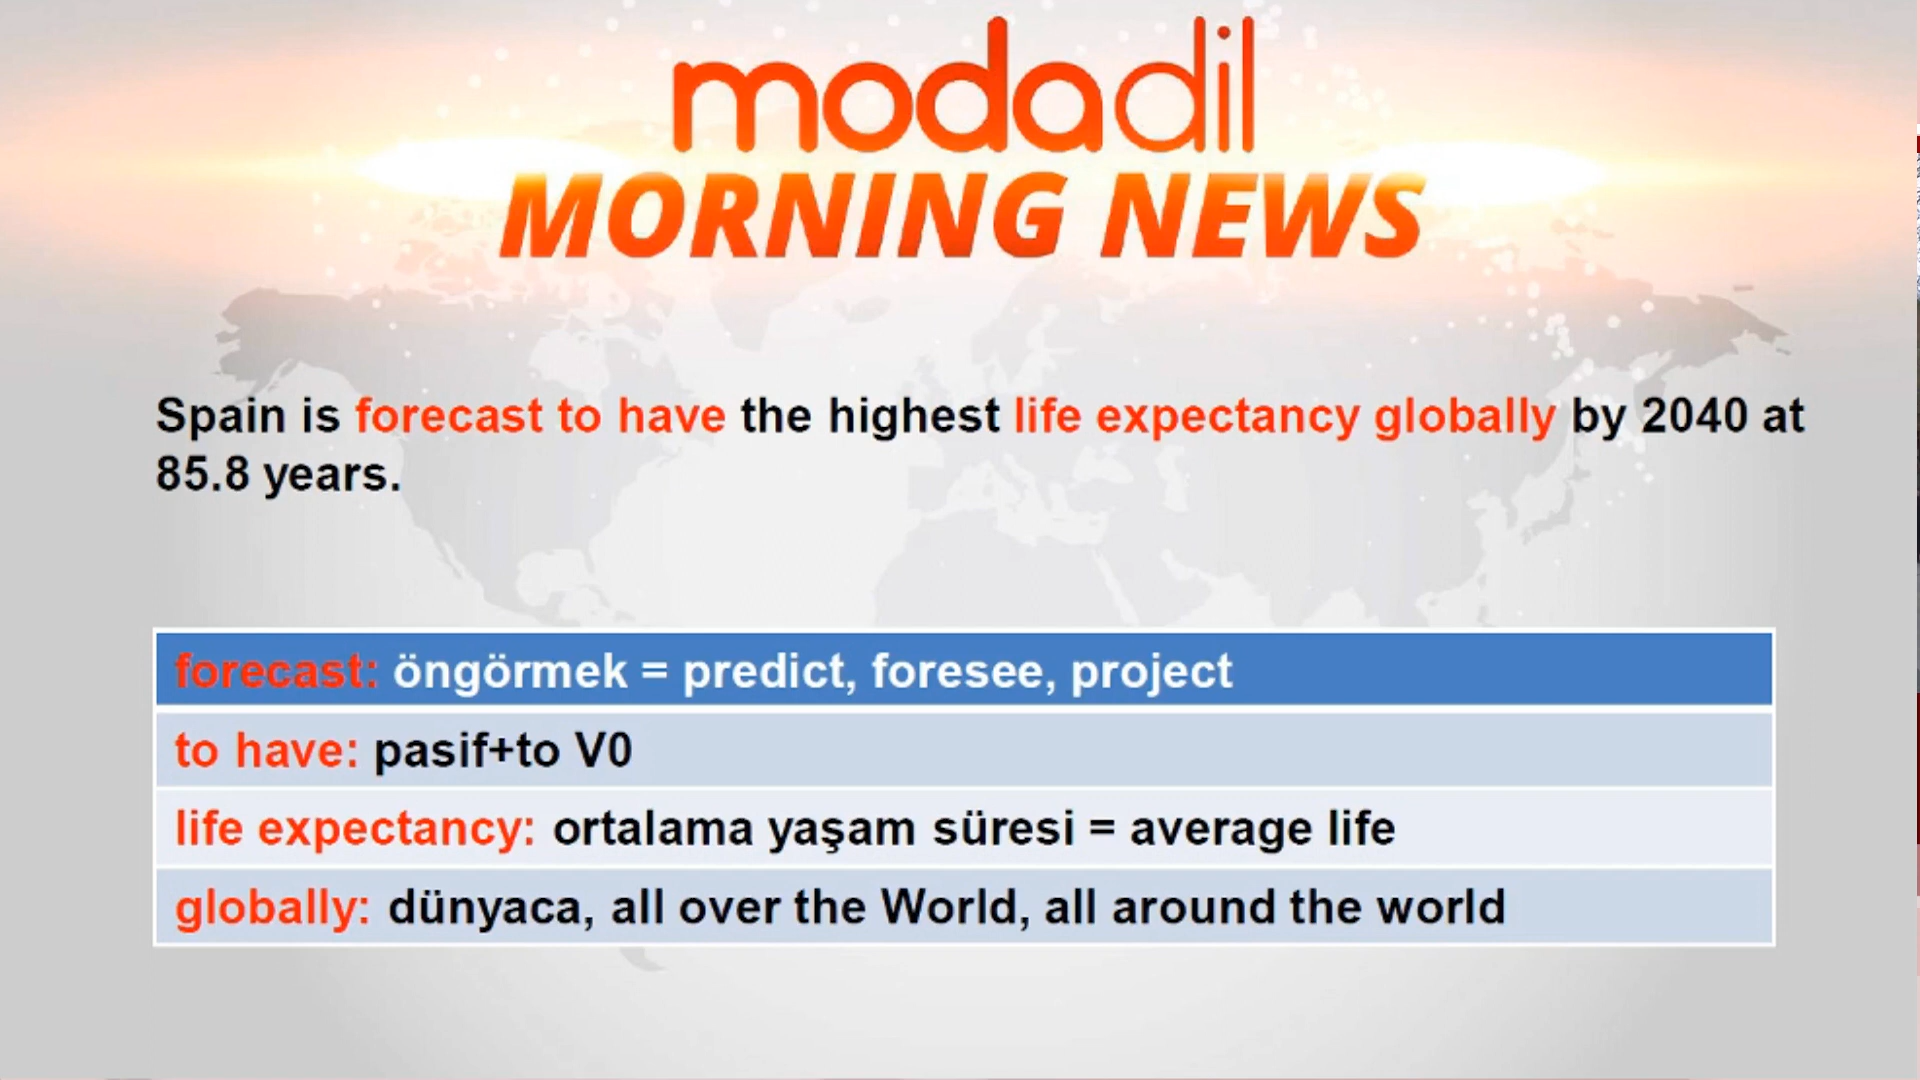 modadil
MORNING NEWS
Spain is forecast to have the highest life expectancy globally by 2040 at
85.8 years.
forecast: öngörmek = predict, foresee, project
to have: pasif+to V0
life expectancy: ortalama yaşam süresi = average life
globally: dünyaca, all over the World, all around the world